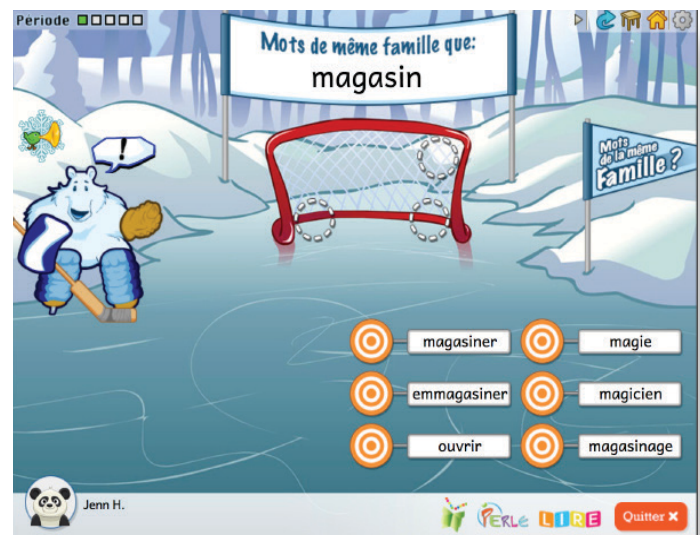 Période
Mots de même famille que:
magasin
!
Mots
de la même
Famille ?
magasiner
magie
emmagasiner
magicien
ouvrir
magasinage
Jenn H.
PERLE
LIRE
Quitter X